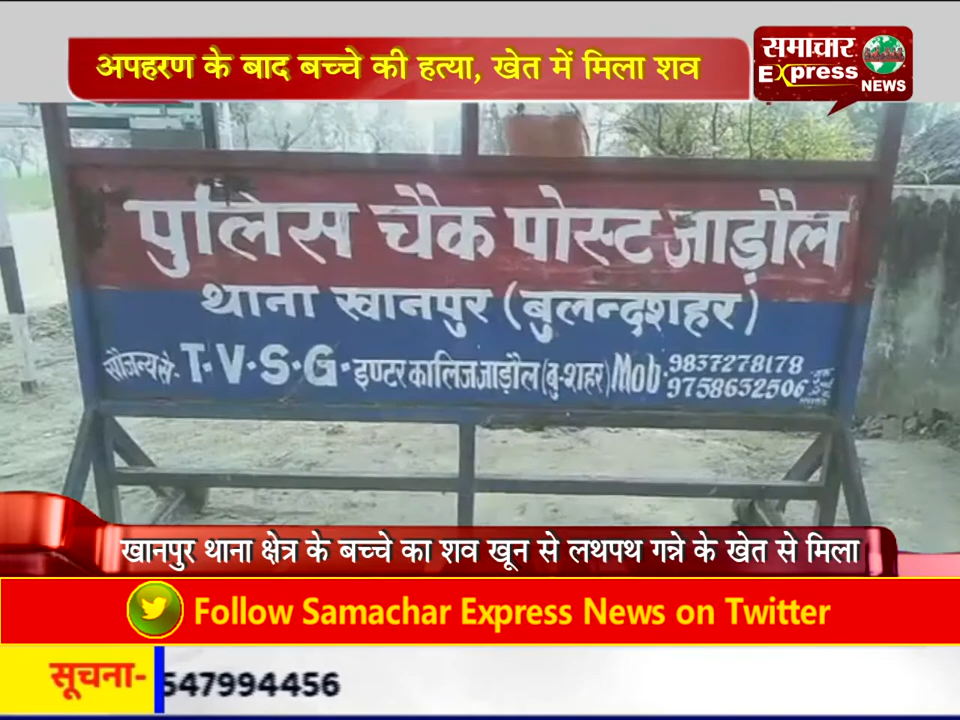 अपहरण के बाद बच्चे की हत्या, खेत में मिला शव
समाचार
Express
NEWS
पुलिस चैक पोस्ट जाड़ौल
थाना खानपुर (बुलन्दशहर)
सौजन्य से- T.V.S.G. इण्टर कालिज जाड़ौल (बु-शहर) Mob. 9837278178
9758652506
खानपुर थाना क्षेत्र के बच्चे का शव खून से लथपथ गन्ने के खेत से मिला
Follow Samachar Express News on Twitter
सूचना- 547994456